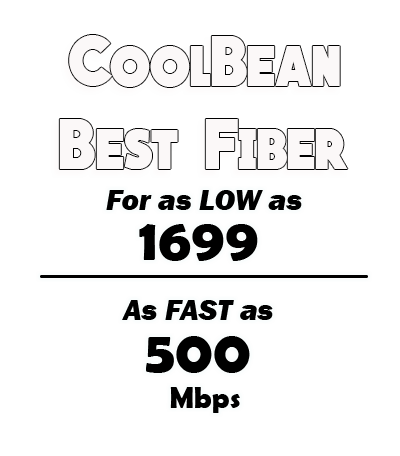 CoolBean
Best Fiber
For as LOW as
1699
As FAST as
500
Mbps